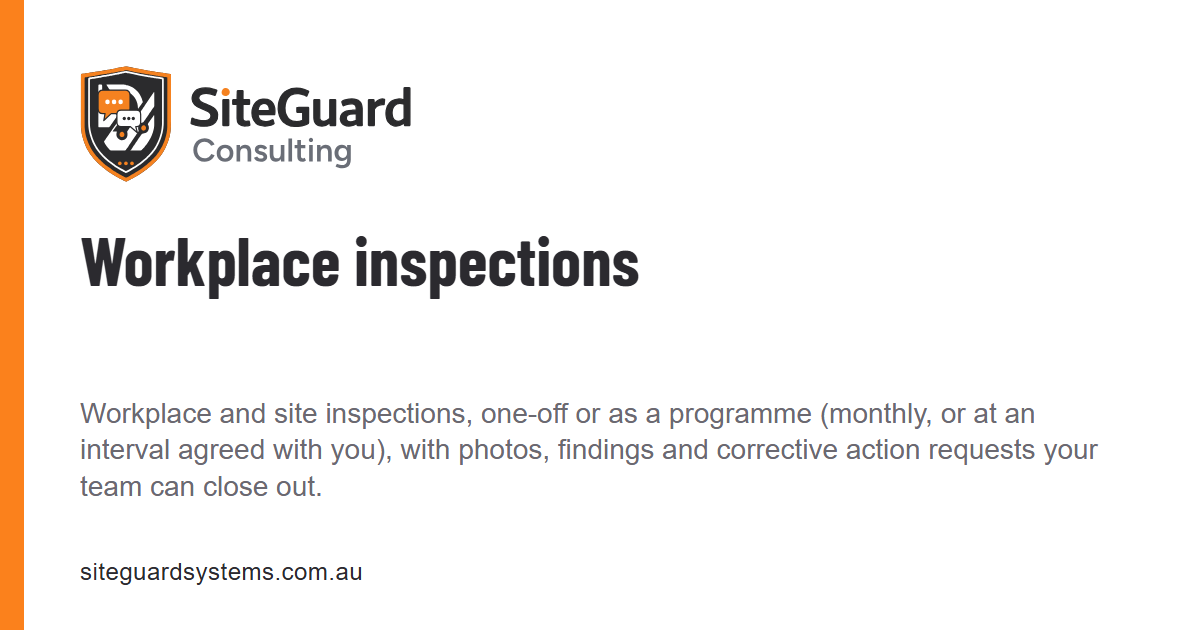 SiteGuard
Consulting
Workplace inspections
Workplace and site inspections, one-off or as a programme (monthly, or at an
interval agreed with you), with photos, findings and corrective action requests your
team can close out.
siteguardsystems.com.au